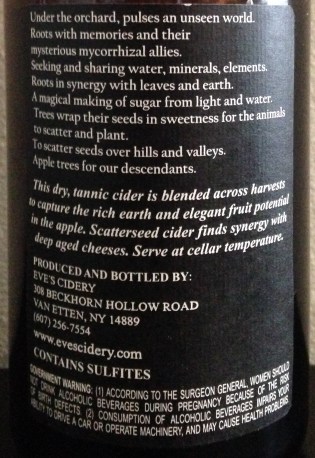 Under the orchard, pulses an unseen world.
Roots with memories and their
mysterious mycorrhizal allies.
Seeking and sharing water, minerals, elements.
Roots in synergy with leaves and earth.
A magical making of sugar from light and water.
Trees wrap their seeds in sweetness for the animals
to scatter and plant.
To scatter seeds over hills and valleys.
Apple trees for our descendants.
This dry, tannic cider is blended across harvests
to capture the rich earth and elegant fruit potential
in the apple. Scatterseed cider finds synergy with
deep aged cheeses. Serve at cellar temperature.
PRODUCED AND BOTTLED BY:
EVE'S CIDERY
308 BECKHORN HOLLOW ROAD
VAN ETTEN, NY 14889
(607) 256-7554
www.evescidery.com
CONTAINS SULFITES
GOVERNMENT WARNING: (1) ACCORDING TO THE SURGEON GENERAL, WOMEN SHOULD
NOT DRINK ALCOHOLIC BEVERAGES DURING PREGNANCY BECAUSE OF THE RISK
OF BIRTH DEFECTS. (2) CONSUMPTION OF ALCOHOLIC BEVERAGES IMPAIRS YOUR
ABILITY TO DRIVE A CAR OR OPERATE MACHINERY, AND MAY CAUSE HEALTH PROBLEMS